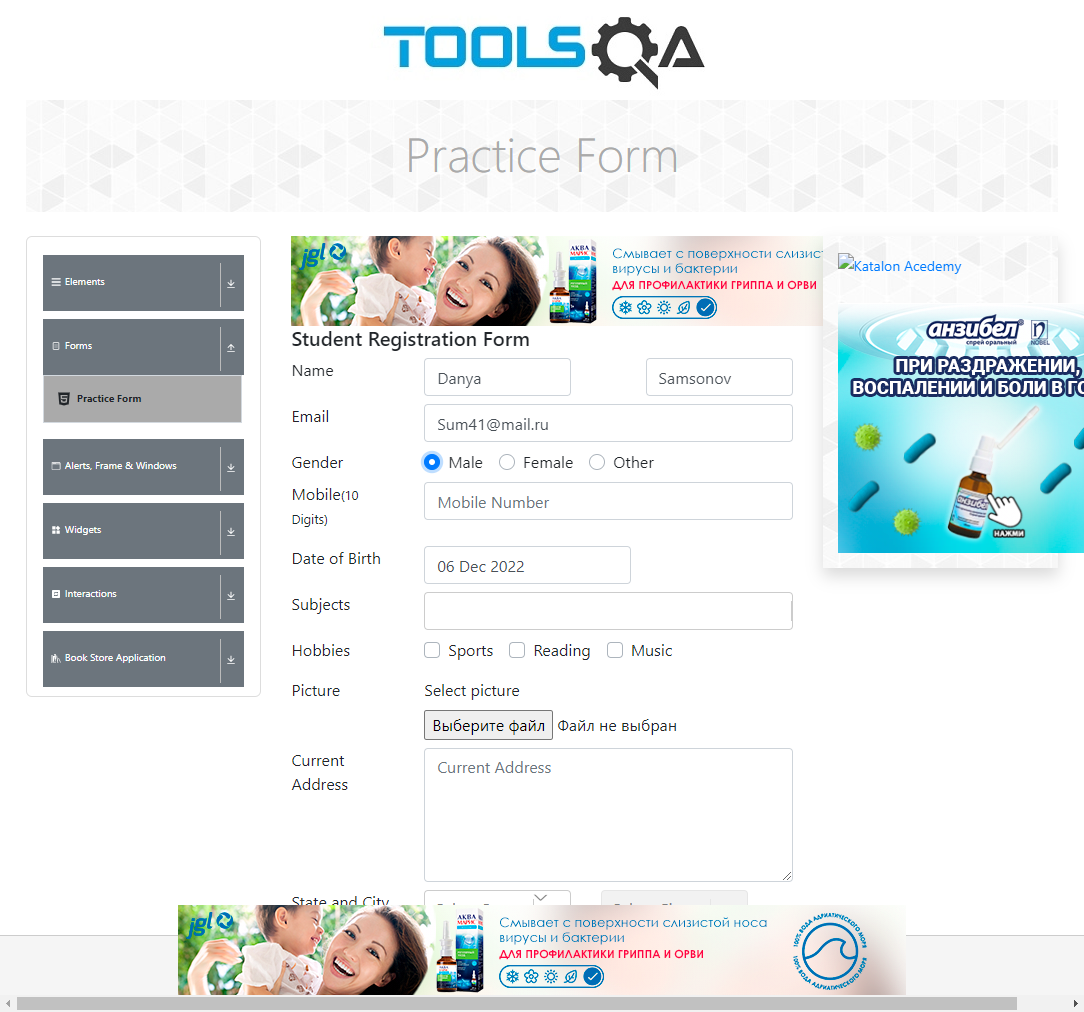 TOOLSQA
Practice Form
Elements
Forms
Practice Form
Alerts, Frame & Windows
Widgets
Interactions
Book Store Application
jgl
АКВА
МАРИС
Смывает с поверхности слизист
вирусы и бактерии
ДЛЯ ПРОФИЛАКТИКИ ГРИППА И ОРВИ
Student Registration Form
Name
Danya
Samsonov
Email
Sum41@mail.ru
Gender
Male
Female
Other
Mobile(10
Digits)
Mobile Number
Date of Birth
06 Dec 2022
Subjects
Hobbies
Sports
Reading
Music
Picture
Select picture
Выберите файл
Файл не выбран
Current
Address
Current Address
State and City
Katalon Acedemy
анзибел
спрей оральный
NOBEL
ПРИ РАЗДРАЖЕНИИ,
ВОСПАЛЕНИИ И БОЛИ В ГО
анзибел
НАЖМИ
jgl
АКВА
МАРИС
Смывает с поверхности слизистой носа
вирусы и бактерии
ДЛЯ ПРОФИЛАКТИКИ ГРИППА И ОРВИ
100% ВОДА АДРИАТИЧЕСКОГО МОРЯ
100% ВОДА АДРИАТИЧЕСКОГО МОРЯ